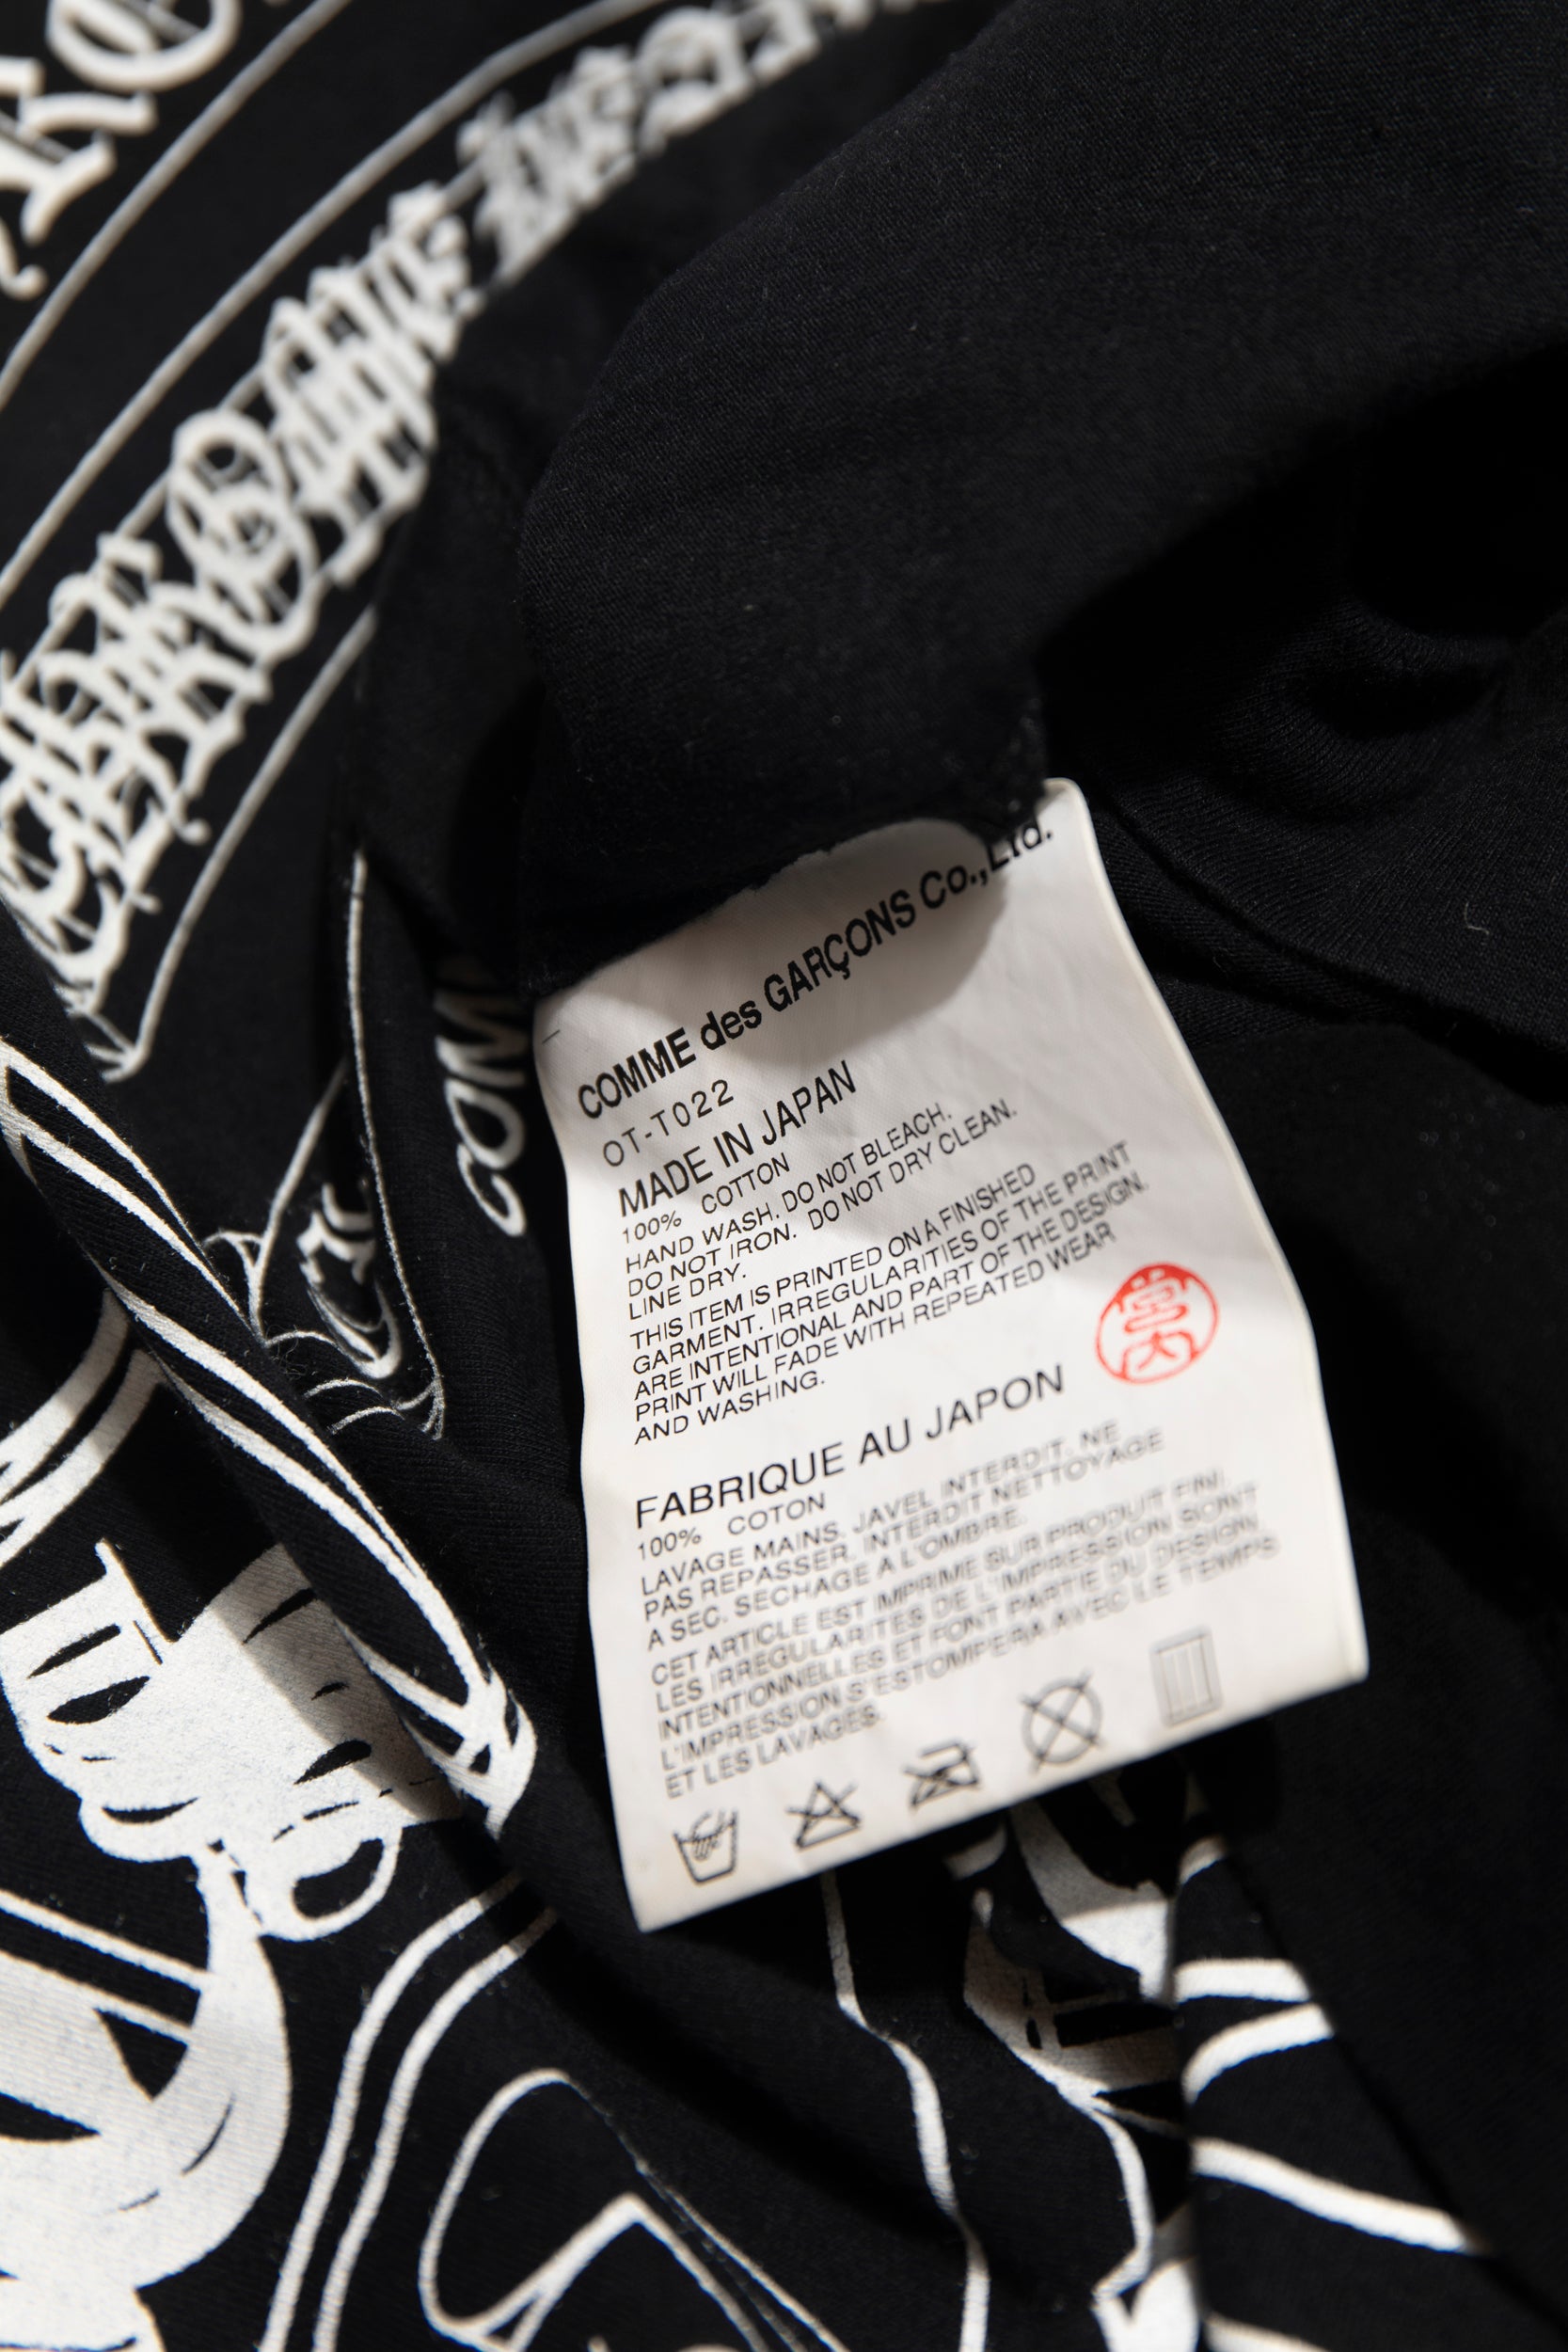 COMME des GARÇONS Co.,Ltd.
OT-T022
MADE IN JAPAN
100% COTTON
HAND WASH. DO NOT BLEACH.
DO NOT IRON. DO NOT DRY CLEAN.
LINE DRY.
THIS ITEM IS PRINTED ON A FINISHED
GARMENT. IRREGULARITIES OF THE PRINT
ARE INTENTIONAL AND PART OF THE DESIGN.
PRINT WILL FADE WITH REPEATED WEAR
AND WASHING.
FABRIQUE AU JAPON
100% COTON
LAVAGE MAINS. JAVEL INTERDIT. NE
PAS REPASSER. INTERDIT NETTOYAGE
A SEC. SECHAGE A L'OMBRE.
CET ARTICLE EST IMPRIME SUR PRODUIT FINI.
LES IRREGULARITES DE L'IMPRESSION SONT
INTENTIONNELLES ET FONT PARTIE DU DESIGN.
L'IMPRESSION S'ESTOMPERA AVEC LE TEMPS
ET LES LAVAGES.
COM